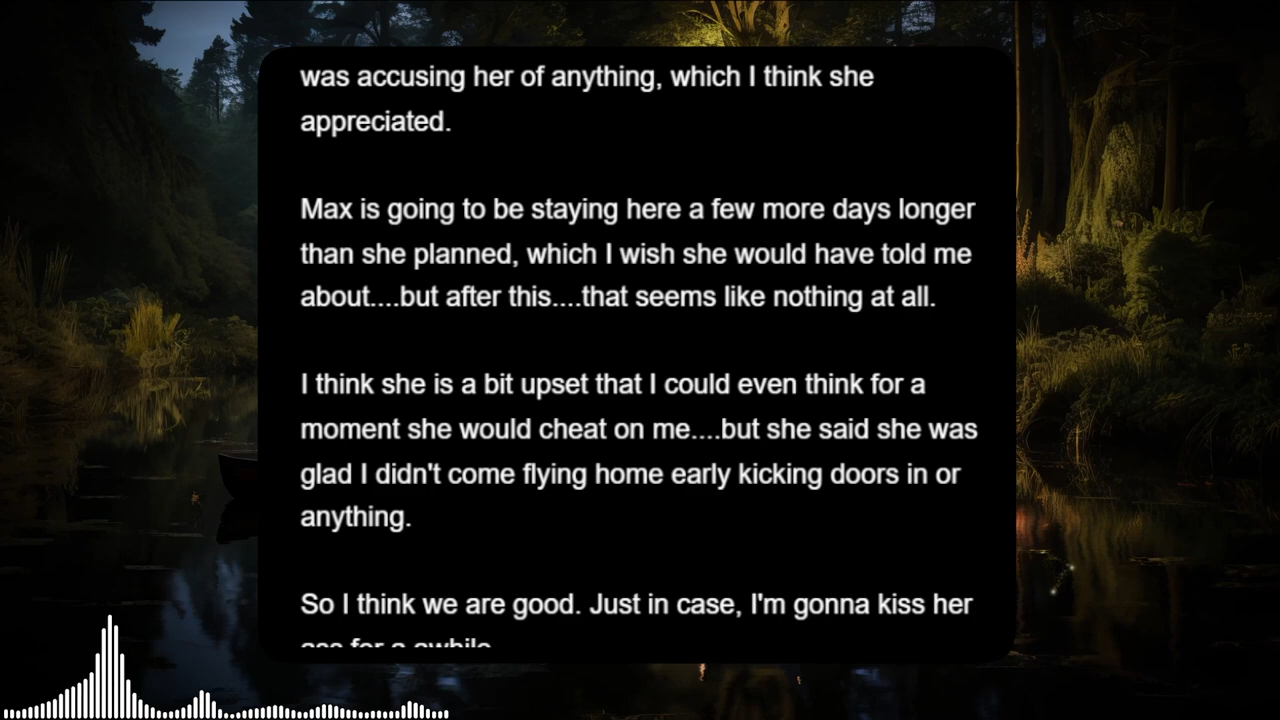 was accusing her of anything, which I think she
appreciated.
Max is going to be staying here a few more days longer
than she planned, which I wish she would have told me
about....but after this....that seems like nothing at all.
I think she is a bit upset that I could even think for a
moment she would cheat on me....but she said she was
glad I didn't come flying home early kicking doors in or
anything.
So I think we are good. Just in case, I'm gonna kiss her
ass for a awhile